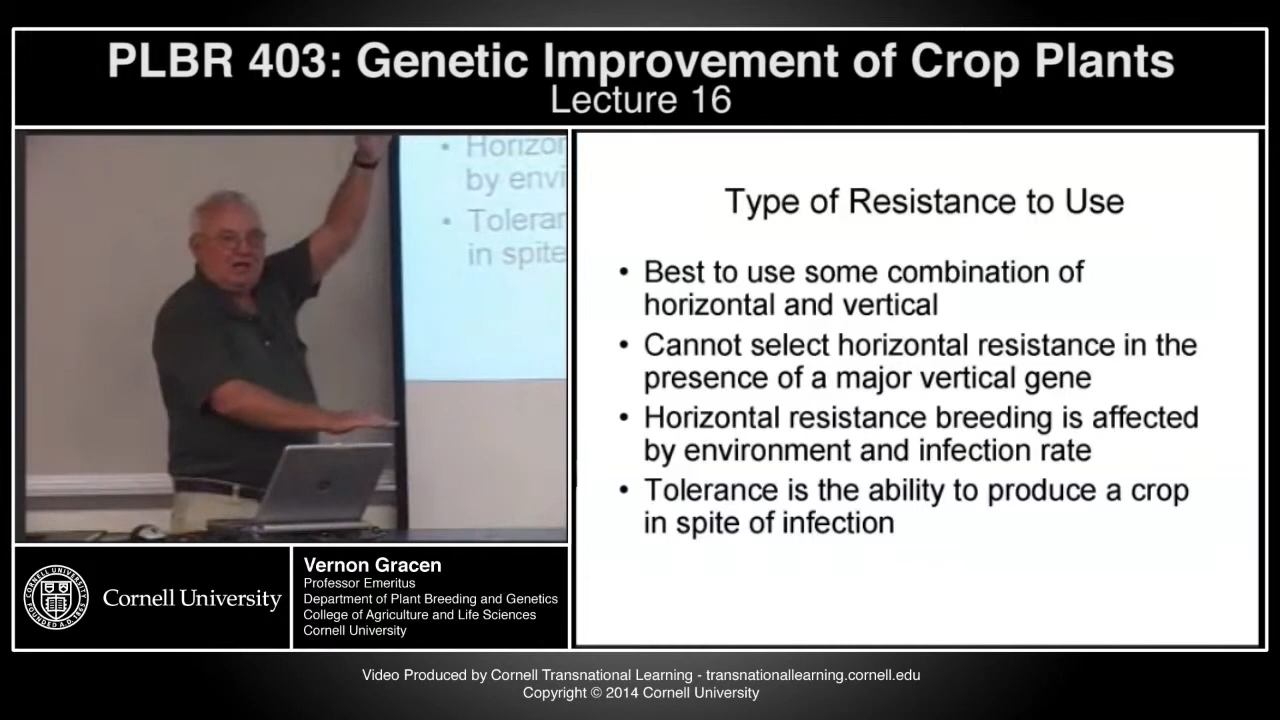 PLBR 403: Genetic Improvement of Crop Plants
Lecture 16
Horizon
by envi
Toleran
in spite
Type of Resistance to Use
• Best to use some combination of
horizontal and vertical
• Cannot select horizontal resistance in the
presence of a major vertical gene
• Horizontal resistance breeding is affected
by environment and infection rate
• Tolerance is the ability to produce a crop
in spite of infection
Cornell University
Vernon Gracen
Professor Emeritus
Department of Plant Breeding and Genetics
College of Agriculture and Life Sciences
Cornell University
Video Produced by Cornell Transnational Learning - transnationallearning.cornell.edu
Copyright © 2014 Cornell University